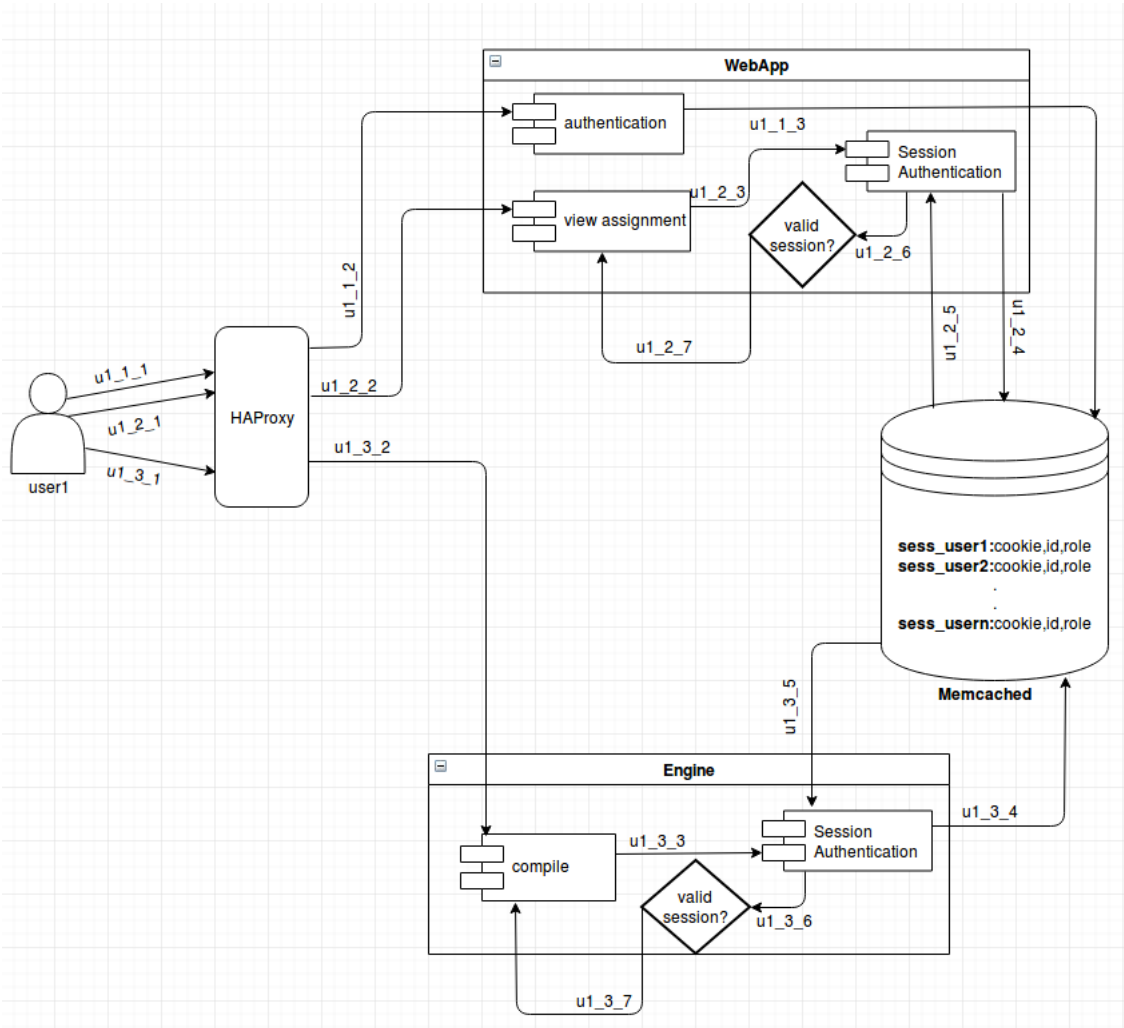 WebApp
authentication
u1_1_3
Session
Authentication
u1_2_3
view assignment
valid
session?
u1_2_6
u1_1_2
u1_2_5
u1_2_4
u1_2_7
u1_1_1
u1_2_2
HAProxy
u1_2_1
u1_3_2
u1_3_1
user1
sess_user1:cookie,id,role
sess_user2:cookie,id,role
.
.
sess_usern:cookie,id,role
Memcached
u1_3_5
Engine
u1_3_4
u1_3_3
Session
Authentication
compile
valid
session?
u1_3_6
u1_3_7